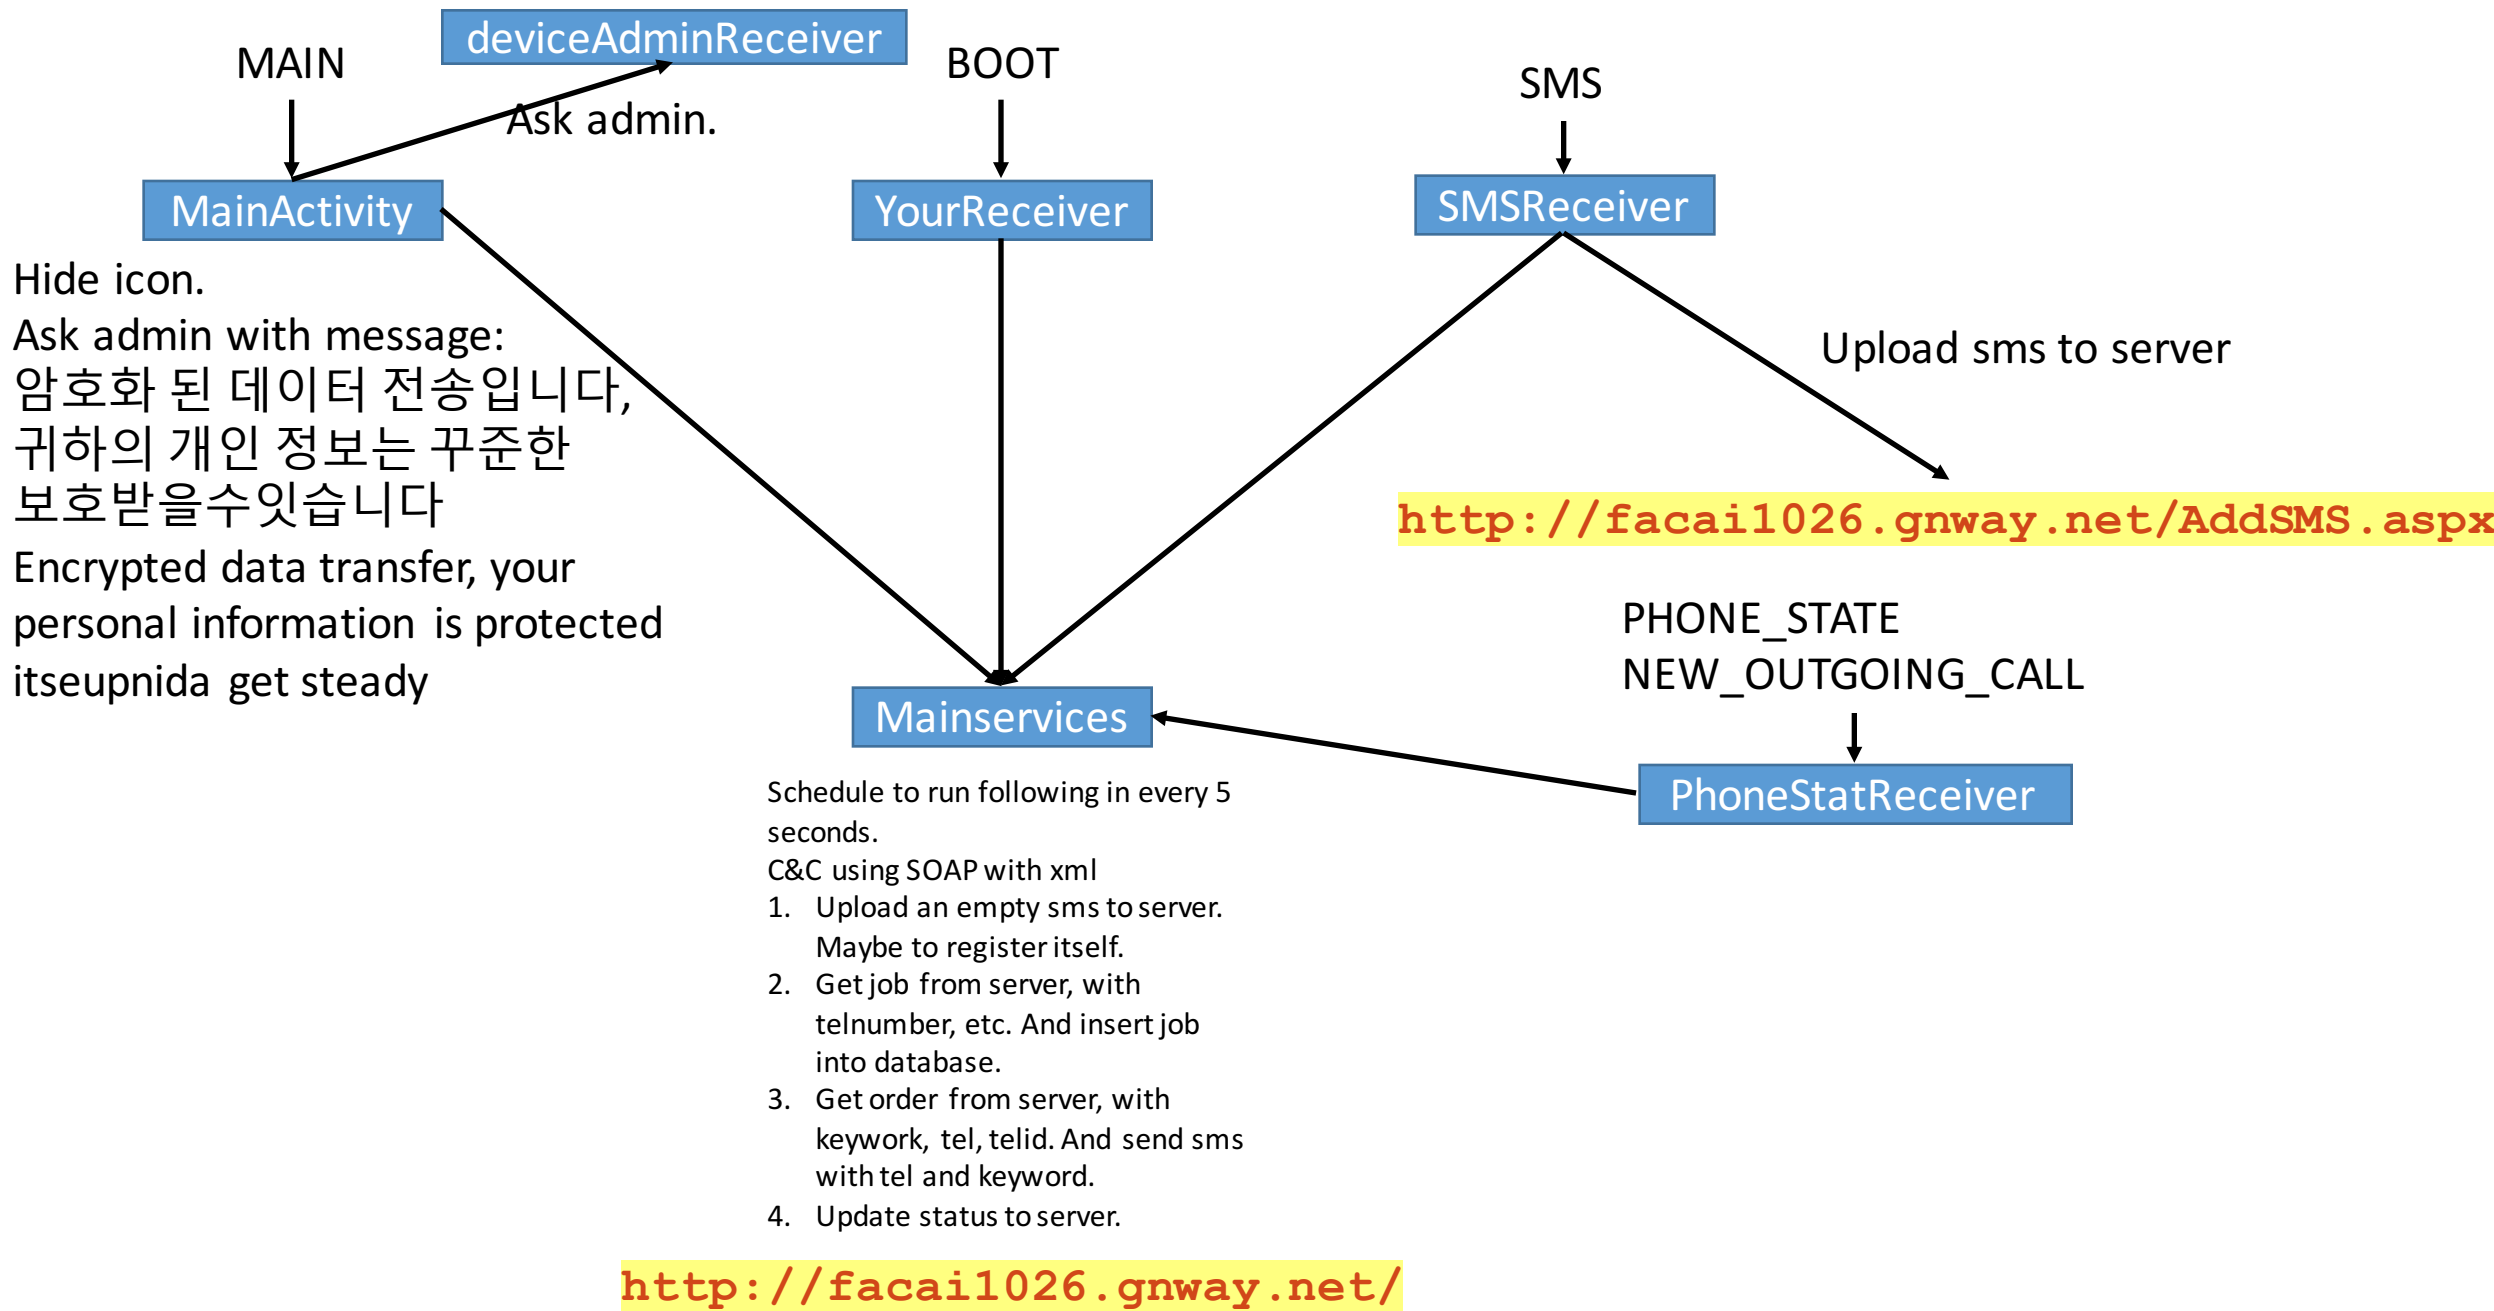 deviceAdminReceiver
MAIN
BOOT
SMS
Ask admin.
MainActivity
YourReceiver
SMSReceiver
Hide icon.
Ask admin with message:
암호화 된 데이터 전송입니다,
귀하의 개인 정보는 꾸준한
보호받을수잇습니다
Encrypted data transfer, your
personal information is protected
itseupnida get steady
Upload sms to server
http://facai1026.gnway.net/AddSMS.aspx
PHONE_STATE
NEW_OUTGOING_CALL
Mainservices
PhoneStatReceiver
Schedule to run following in every 5
seconds.
C&C using SOAP with xml
1. Upload an empty sms to server.
Maybe to register itself.
2. Get job from server, with
telnumber, etc. And insert job
into database.
3. Get order from server, with
keywork, tel, telid. And send sms
with tel and keyword.
4. Update status to server.
http://facai1026.gnway.net/